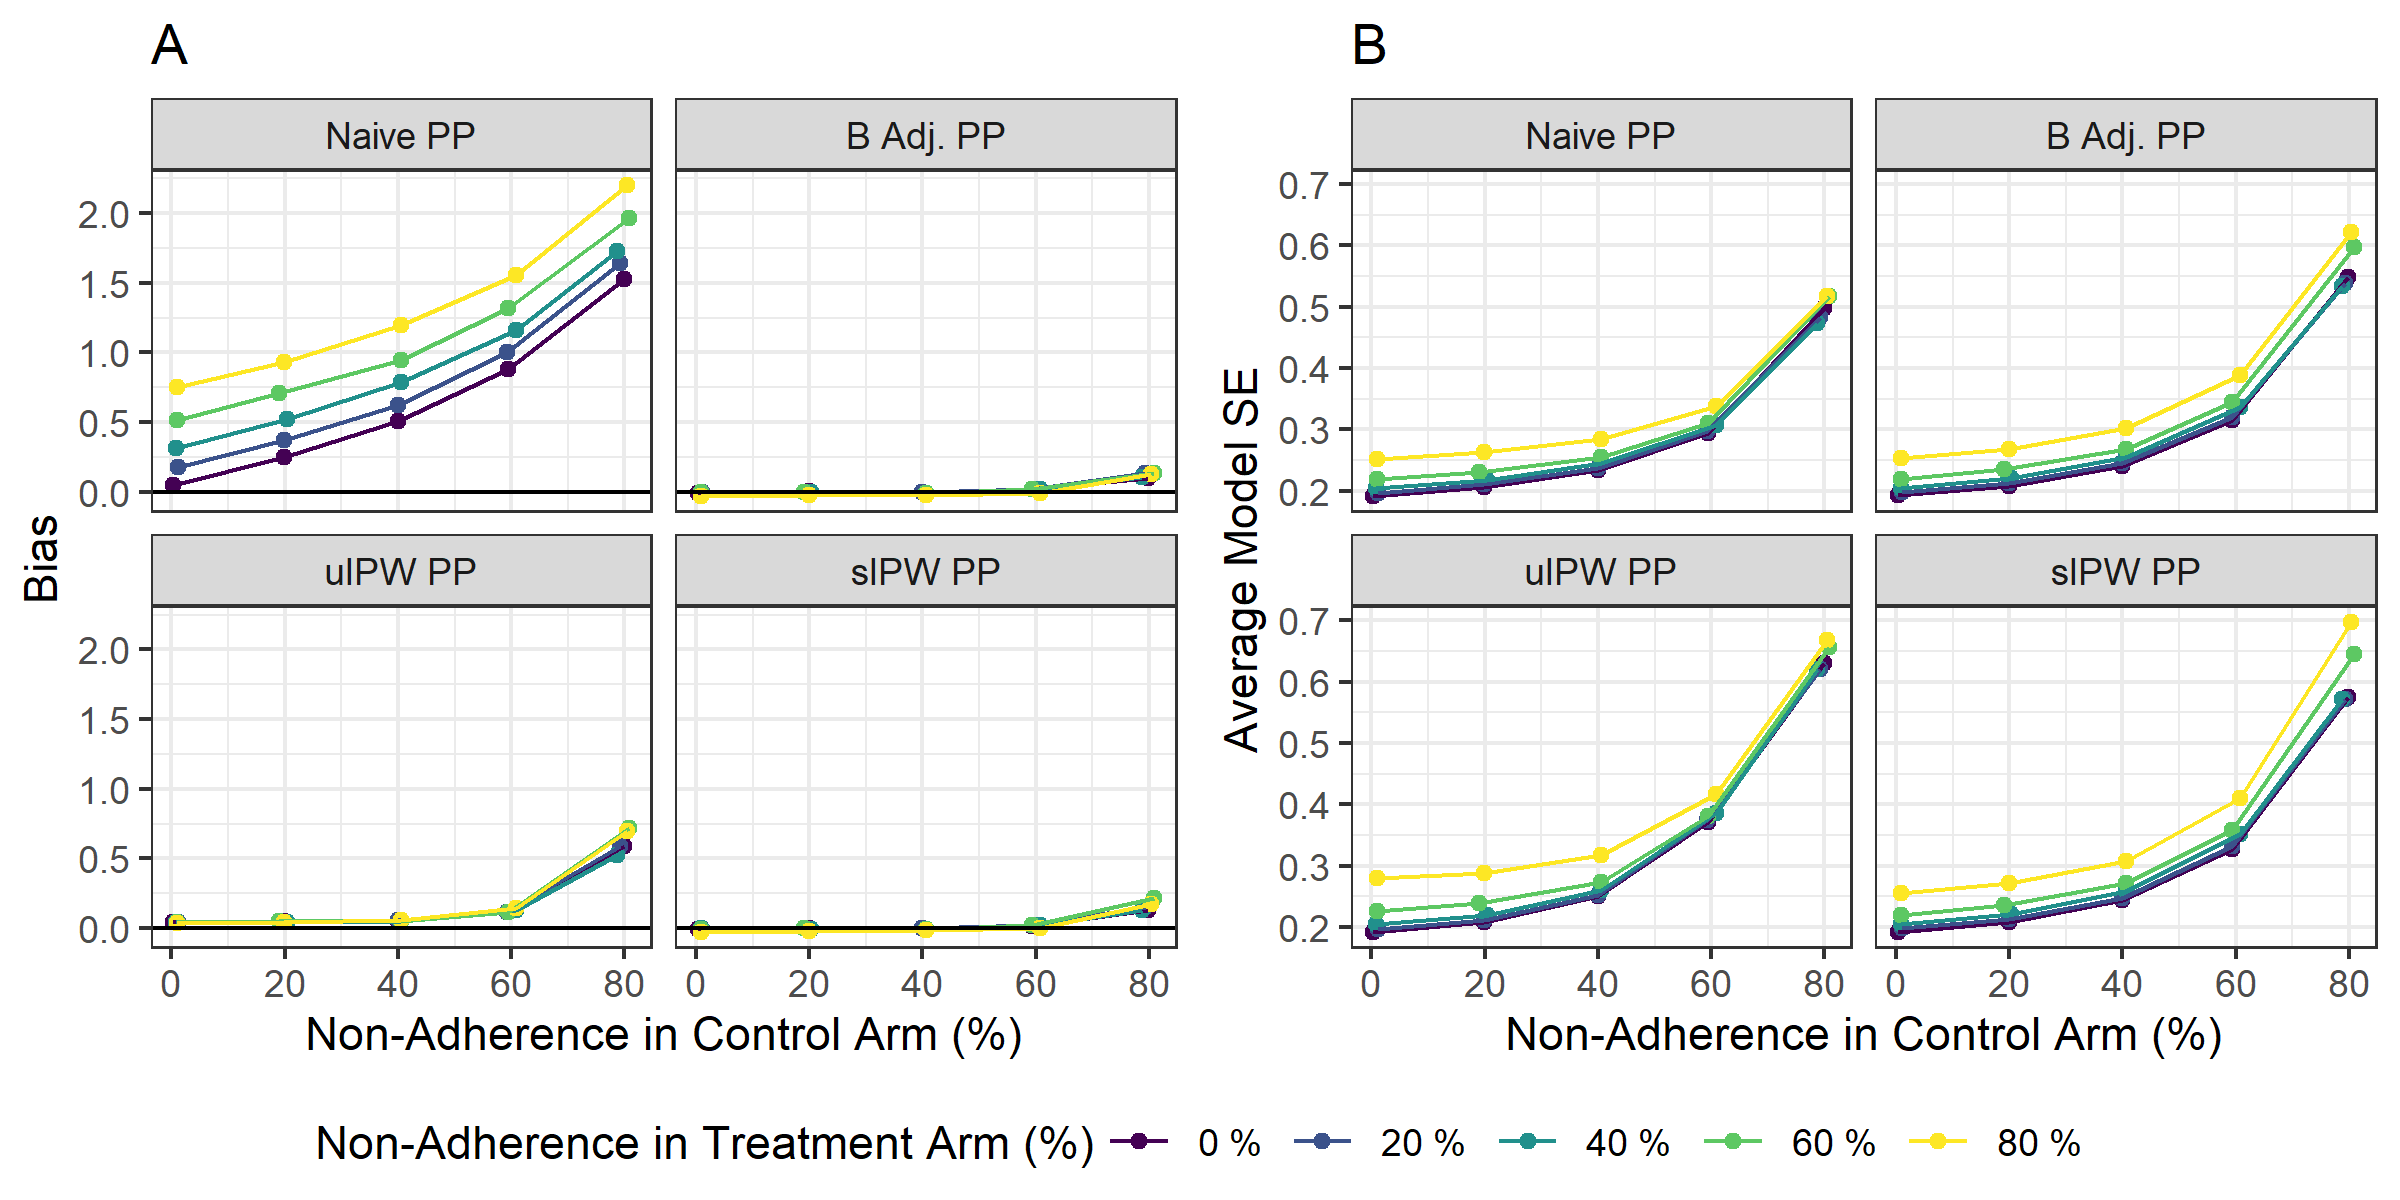 A
B
Naive PP
B Adj. PP
Naive PP
B Adj. PP
2.0
1.5
1.0
0.5
0.0
0.7
0.6
0.5
0.4
0.3
0.2
Bias
Average Model SE
uIPW PP
sIPW PP
uIPW PP
sIPW PP
2.0
1.5
1.0
0.5
0.0
0.7
0.6
0.5
0.4
0.3
0.2
0 20 40 60 80
0 20 40 60 80
0 20 40 60 80
0 20 40 60 80
Non-Adherence in Control Arm (%)
Non-Adherence in Control Arm (%)
Non-Adherence in Treatment Arm (%) 0 % 20 % 40 % 60 % 80 %